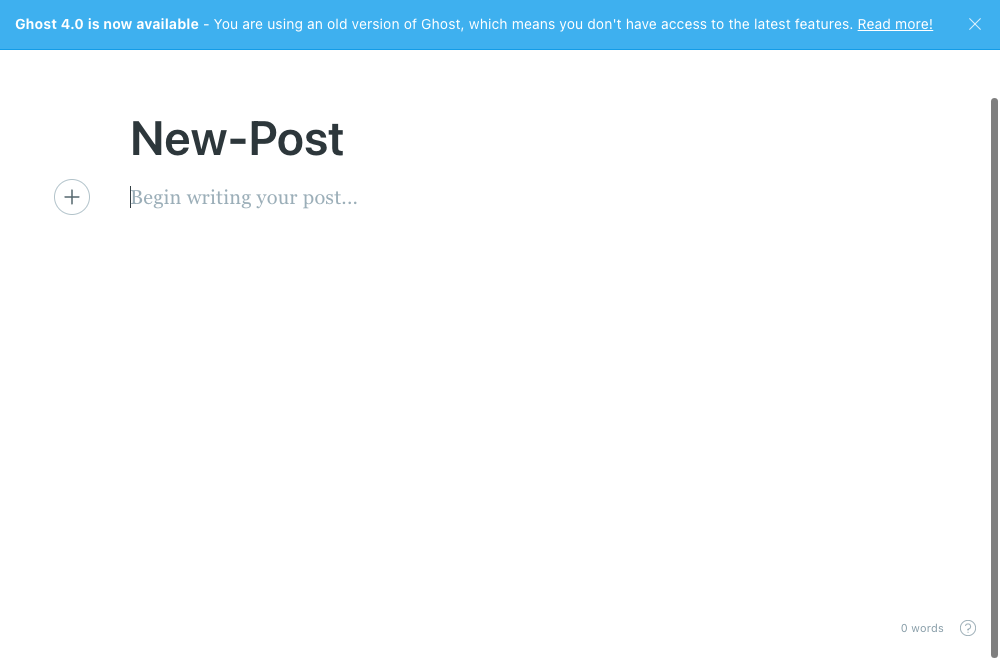 Ghost 4.0 is now available - You are using an old version of Ghost, which means you don't have access to the latest features. Read more!
New-Post
Begin writing your post...
0 words
?